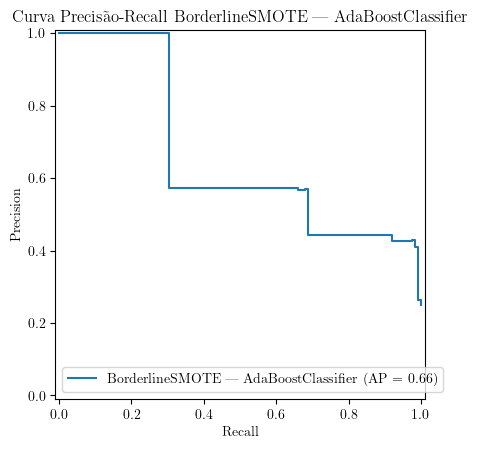 Curva Precisão-Recall BorderlineSMOTE — AdaBoostClassifier
1.0
0.8
0.6
0.4
0.2
0.0
Precision
BorderlineSMOTE — AdaBoostClassifier (AP = 0.66)
0.0 0.2 0.4 0.6 0.8 1.0
Recall